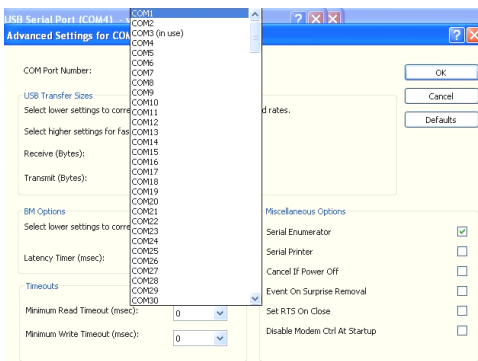 USB Serial Port (COM4)
Advanced Settings for COM
COM Port Number:
COM1
COM2
COM3 (in use)
COM4
COM5
COM6
COM7
COM8
COM9
COM10
COM11
COM12
COM13
COM14
COM15
COM16
COM17
COM18
COM19
COM20
COM21
COM22
COM23
COM24
COM25
COM26
COM27
COM28
COM29
COM30
OK
Cancel
Defaults
USB Transfer Sizes
Select lower settings to corre
d rates.
Select higher settings for fas
Receive (Bytes):
Transmit (Bytes):
BM Options
Select lower settings to corre
Latency Timer (msec):
Timeouts
Minimum Read Timeout (msec): 0
Minimum Write Timeout (msec): 0
Miscellaneous Options
Serial Enumerator
Serial Printer
Cancel If Power Off
Event On Surprise Removal
Set RTS On Close
Disable Modem Ctrl At Startup